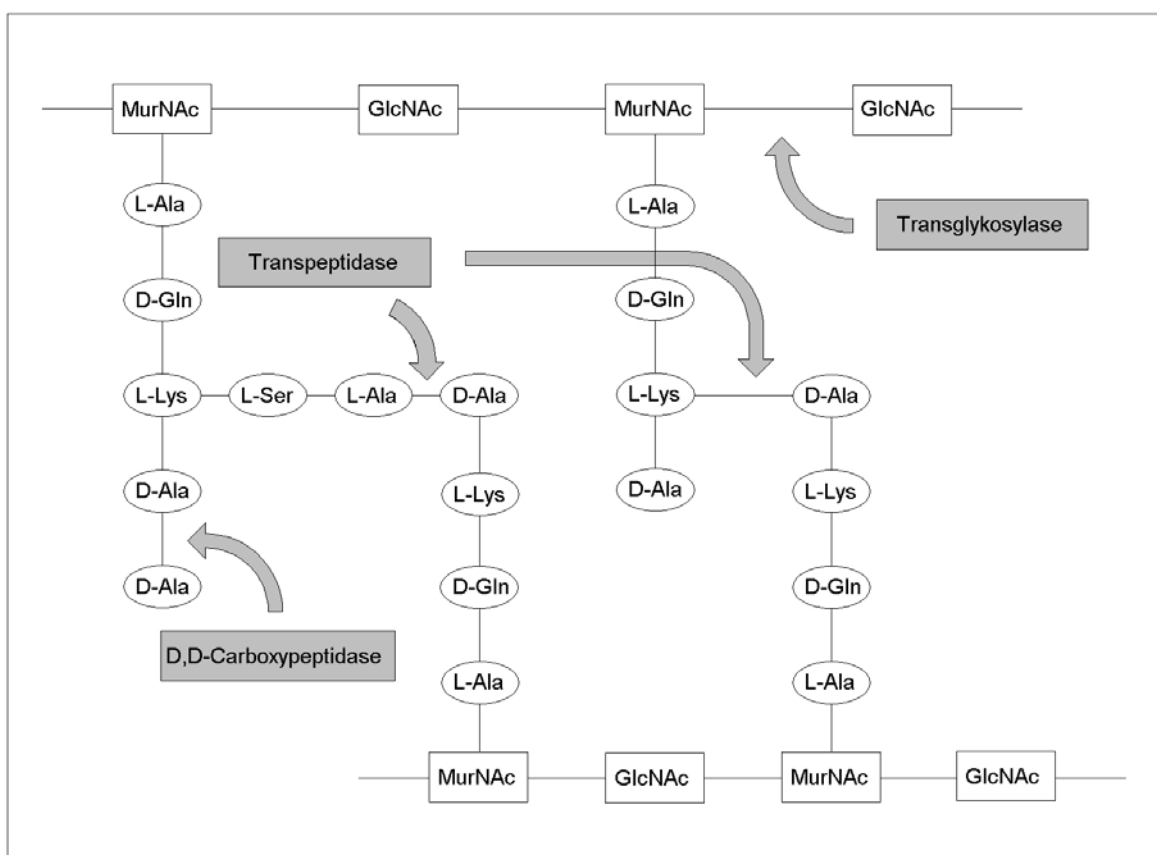 MurNAc GlcNAc MurNAc GlcNAc
L-Ala L-Ala
Transglykosylase
Transpeptidase
D-Gln D-Gln
L-Lys L-Ser L-Ala D-Ala L-Lys D-Ala
D-Ala L-Lys D-Ala L-Lys
D-Ala D-Gln D-Gln
D,D-Carboxypeptidase
L-Ala L-Ala
MurNAc GlcNAc MurNAc GlcNAc